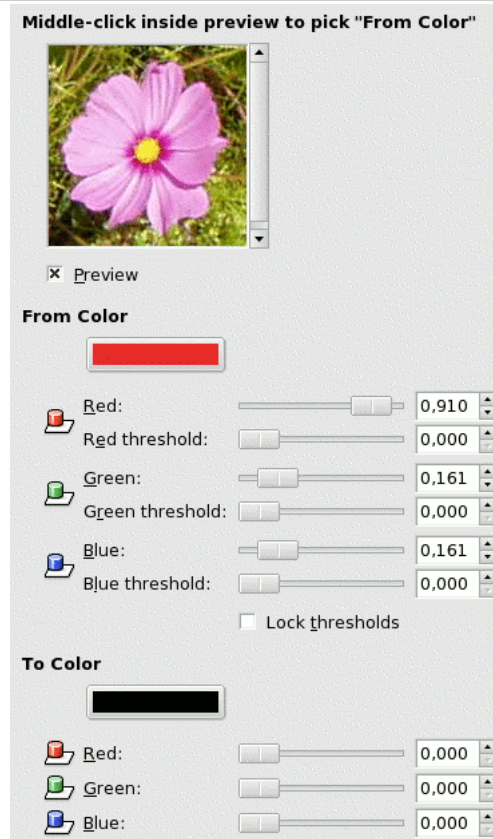 Middle-click inside preview to pick "From Color"
Preview
From Color
Red: 0,910
Red threshold: 0,000
Green: 0,161
Green threshold: 0,000
Blue: 0,161
Blue threshold: 0,000
Lock thresholds
To Color
Red: 0,000
Green: 0,000
Blue: 0,000